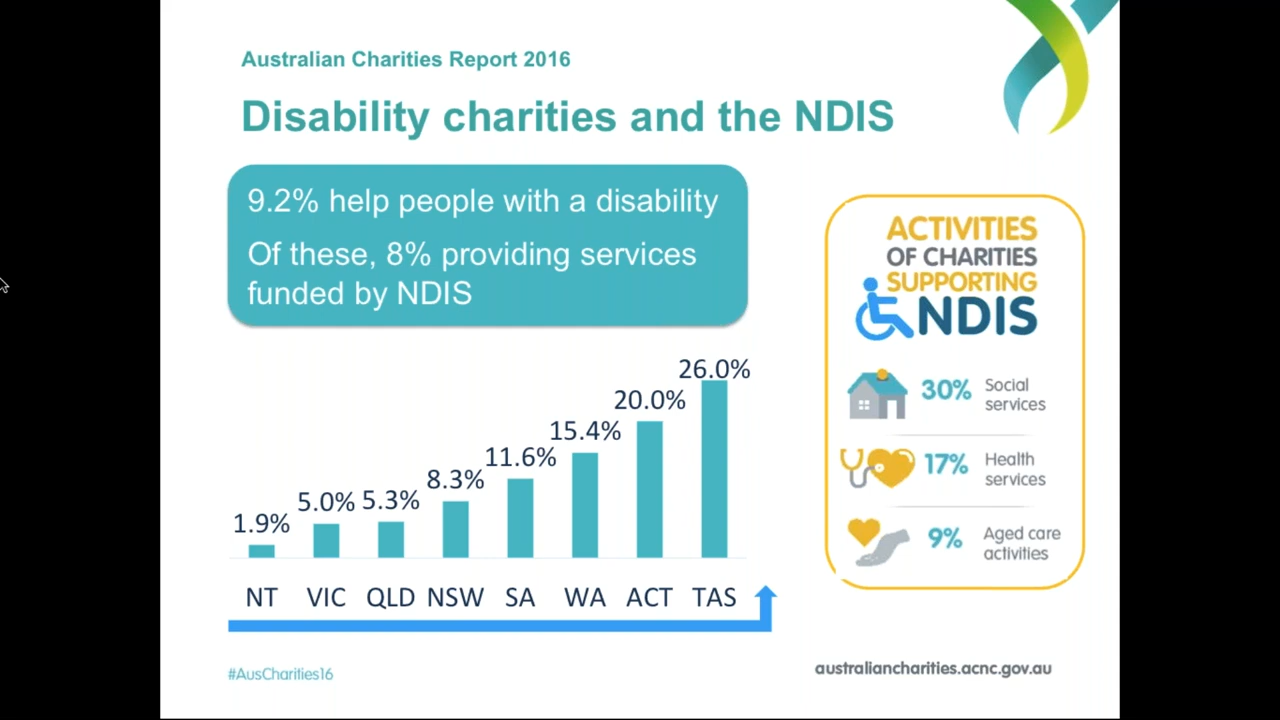 Australian Charities Report 2016
Disability charities and the NDIS
9.2% help people with a disability
Of these, 8% providing services
funded by NDIS
26.0%
20.0%
15.4%
11.6%
8.3%
5.0% 5.3%
1.9%
NT VIC QLD NSW SA WA ACT TAS
ACTIVITIES
OF CHARITIES
SUPPORTING
NDIS
30% Social
services
17% Health
services
9% Aged care
activities
#AusCharities16
australiancharities.acnc.gov.au